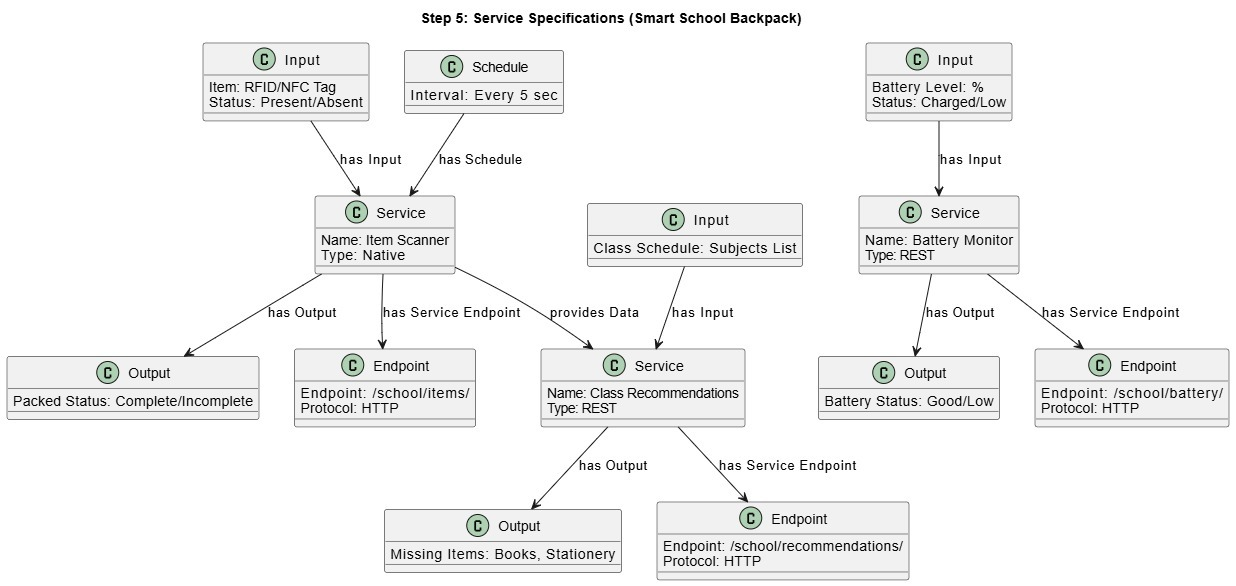 Step 5: Service Specifications (Smart School Backpack)
C Input
Item: RFID/NFC Tag
Status: Present/Absent
C Schedule
Interval: Every 5 sec
C Input
Battery Level: %
Status: Charged/Low
has Input
has Schedule
has Input
C Service
Name: Item Scanner
Type: Native
C Input
Class Schedule: Subjects List
C Service
Name: Battery Monitor
Type: REST
has Output
has Service Endpoint
provides Data
has Input
has Output
has Service Endpoint
C Output
Packed Status: Complete/Incomplete
C Endpoint
Endpoint: /school/items/
Protocol: HTTP
C Service
Name: Class Recommendations
Type: REST
C Output
Battery Status: Good/Low
C Endpoint
Endpoint: /school/battery/
Protocol: HTTP
has Output
has Service Endpoint
C Output
Missing Items: Books, Stationery
C Endpoint
Endpoint: /school/recommendations/
Protocol: HTTP